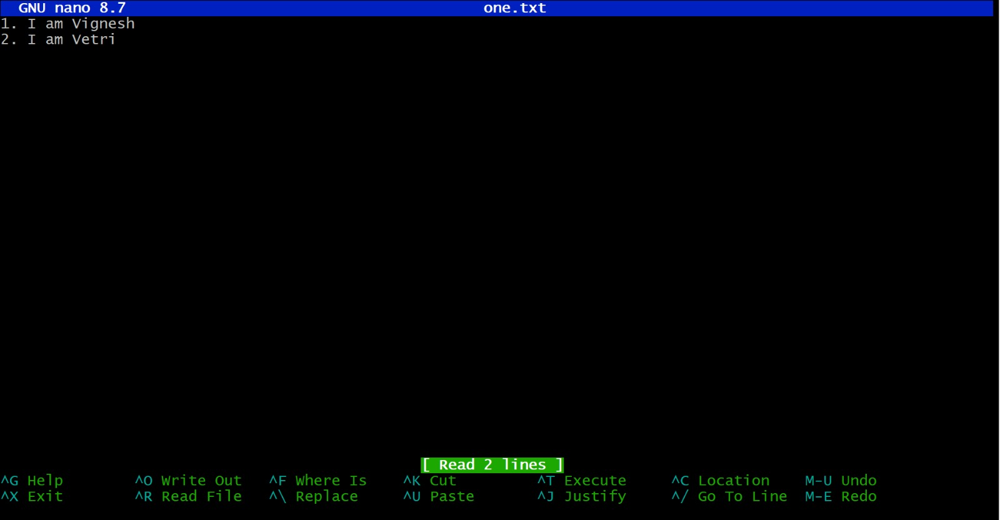 GNU nano 8.7 one.txt
1. I am Vignesh
2. I am Vetri
[ Read 2 lines ]
^G Help ^O Write Out ^F Where Is ^K Cut ^T Execute ^C Location M-U Undo
^X Exit ^R Read File ^\ Replace ^U Paste ^J Justify ^/ Go To Line M-E Redo